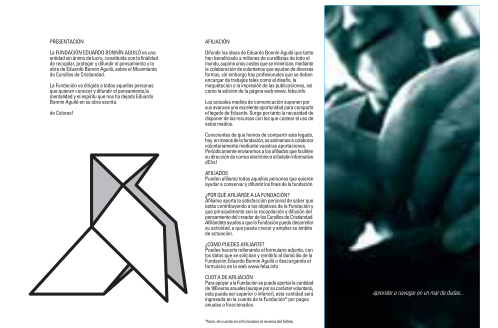 PRESENTACIÓN
La FUNDACIÓN EDUARDO BONNÍN AGUILÓ es una
entidad sin ánimo de lucro, constituida con la finalidad
de recopilar, proteger y difundir el pensamiento y la
obra de Eduardo Bonnín Aguiló, sobre el Movimiento
de Cursillos de Cristiandad.
La Fundación va dirigida a todas aquellas personas
que quieran conocer y difundir el pensamiento, la
mentalidad y el espíritu que nos ha dejado Eduardo
Bonnín Aguiló en su obra escrita.
de Colores!
AFILIACIÓN
Difundir las ideas de Eduardo Bonnín Aguiló que tanto
han beneficiado a millones de cursillistas de todo el
mundo, supone unos costes que se minimizan, mediante
la colaboración de voluntarios que ayudan de diversas
formas, sin embargo hay profesionales que se deben
encargar de trabajos tales como el diseño, la
maquetación o la impresión de las publicaciones, así
como la edición de la página web www. feba.info
Los actuales medios de comunicación suponen por
sus avances una excelente oportunidad para compartir
el legado de Eduardo. Surge por tanto la necesidad de
disponer de los recursos con los que costear el uso de
estos medios.
Conscientes de que hemos de compartir este legado,
hoy en manos de la fundación, os animamos a colaborar
voluntariamente mediante vuestras aportaciones.
Periódicamente enviaremos a los afiliados que faciliten
su dirección de correo electrónico el boletín informativo
AFILIADOS
Pueden afiliarse todas aquellas personas que quieran
ayudar a conservar y difundir los fines de la fundación.
¿POR QUÉ AFILIARSE A LA FUNDACIÓN?
Afiliarse aporta la satisfacción personal de saber que
estás contribuyendo a los objetivos de la Fundación y
que principalmente son la recopilación y difusión del
pensamiento del creador de los Cursillos de Cristiandad.
Afiliándote ayudas a que la Fundación pueda desarrollar
su actividad, a que pueda crecer y ampliar su ámbito
de actuación.
¿CÓMO PUEDES AFILIARTE?
Puedes hacerlo rellenando el formulario adjunto, con
los datos que se solicitan y remitirlo al domicilio de la
Fundación Eduardo Bonnín Aguiló o descargando el
formulario en la web www.feba.info
CUOTA DE AFILIACIÓN
Para apoyar a la Fundación se puede aportar la cantidad
de 100 euros anuales (aunque por su carácter voluntario,
esta puede ser superior o inferior), esta cantidad será
ingresada en la cuenta de la Fundación* por pagos
anuales o fraccionados.
*Núm. de cuenta en el formulario al reverso del folleto.
aprender a navegar en un mar de dudas...